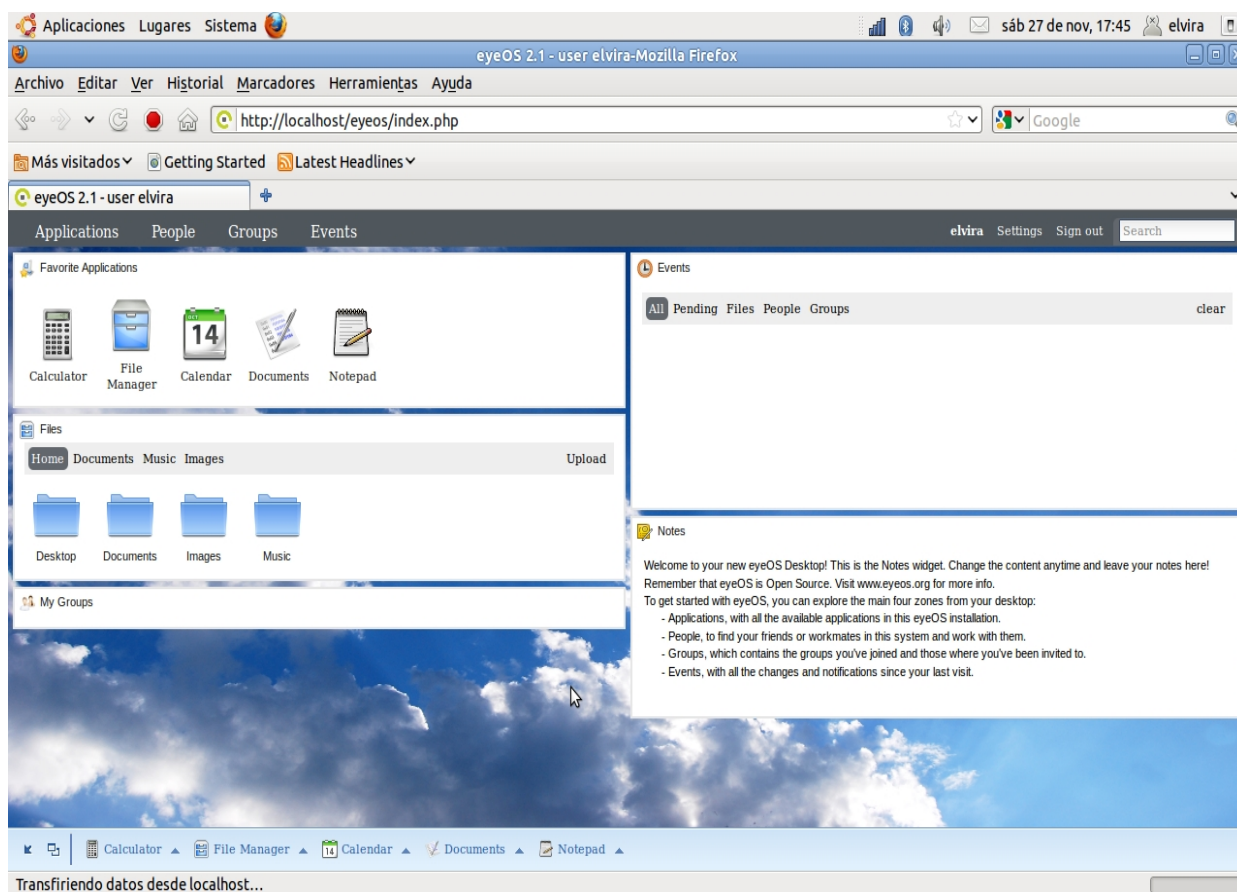 Aplicaciones Lugares Sistema sáb 27 de nov, 17:45 elvira
eyeOS 2.1 - user elvira-Mozilla Firefox
Archivo Editar Ver Historial Marcadores Herramientas Ayuda
http://localhost/eyeos/index.php Google
Más visitados Getting Started Latest Headlines
eyeOS 2.1 - user elvira
Applications People Groups Events elvira Settings Sign out Search
Favorite Applications
OCT
14
Calculator File Manager Calendar Documents Notepad
Files
Home Documents Music Images Upload
Desktop Documents Images Music
My Groups
Events
All Pending Files People Groups clear
Notes
Welcome to your new eyeOS Desktop! This is the Notes widget. Change the content anytime and leave your notes here!
Remember that eyeOS is Open Source. Visit www.eyeos.org for more info.
To get started with eyeOS, you can explore the main four zones from your desktop:
- Applications, with all the available applications in this eyeOS installation.
- People, to find your friends or workmates in this system and work with them.
- Groups, which contains the groups you've joined and those where you've been invited to.
- Events, with all the changes and notifications since your last visit.
Calculator File Manager 14 Calendar Documents Notepad
Transfiriendo datos desde localhost...